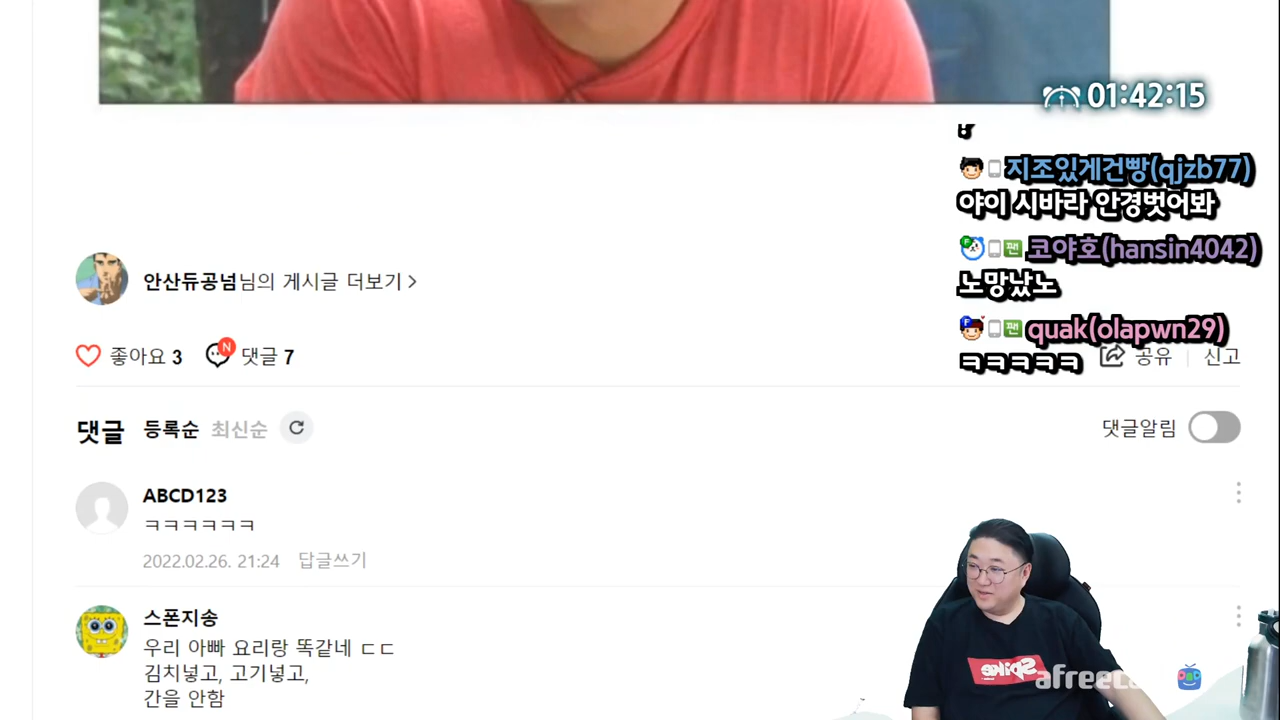 01:42:15
지조있게건빵(qjzb77)
야이 시바라 안경벗어봐
코야호(hansin4042)
노망났노
quak(olapwn29)
ㅋㅋㅋㅋㅋ
안산듀공넘님의 게시글 더보기 >
좋아요 3
N
댓글 7
공유
신고
댓글 등록순 최신순
댓글알림
ABCD123
ㅋㅋㅋㅋㅋㅋ
2022.02.26. 21:24 답글쓰기
스폰지송
우리 아빠 요리랑 똑같네 ㄷㄷ
김치넣고, 고기넣고,
간을 안함